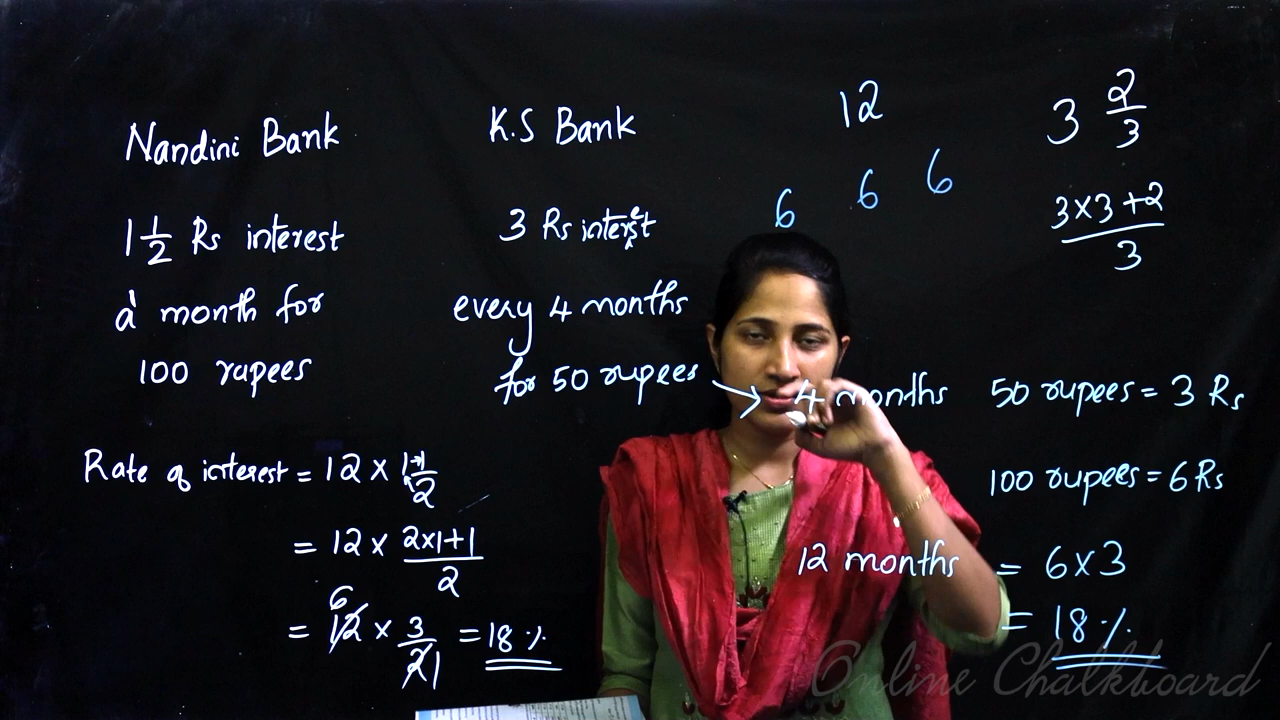 Nandini Bank
1 1/2 Rs interest
a month for
100 rupees
Rate of interest = 12 × 1 1/2
= 12 × 2×1+1/2
= 6 12 × 3/2 1 = 18 %
K.S Bank
3 Rs interest
every 4 months
for 50 rupees → 4 months 50 rupees = 3 Rs
100 rupees = 6 Rs
12 months = 6 × 3
= 18 %
12
6 6 6
3 2/3
3×3+2/3
Online Chalkboard